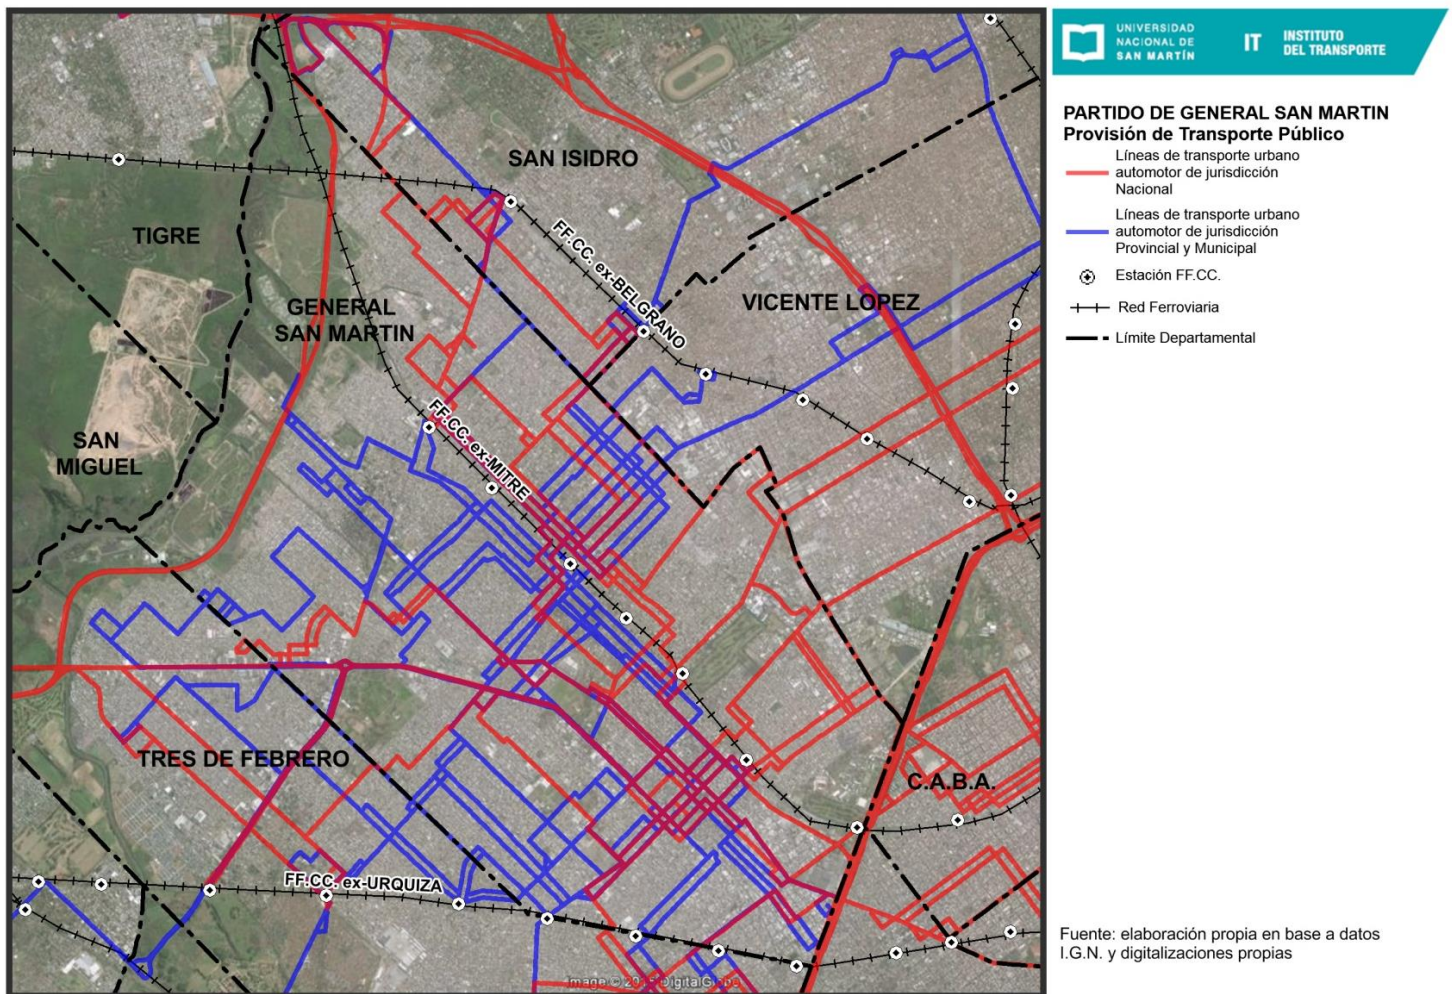 UNIVERSIDAD
NACIONAL DE
SAN MARTÍN
IT
INSTITUTO
DEL TRANSPORTE
PARTIDO DE GENERAL SAN MARTIN
Provisión de Transporte Público
Líneas de transporte urbano
automotor de jurisdicción
Nacional
Líneas de transporte urbano
automotor de jurisdicción
Provincial y Municipal
Estación FF.CC.
Red Ferroviaria
Límite Departamental
SAN ISIDRO
TIGRE
FF.CC. ex-BELGRANO
GENERAL
SAN MARTIN
VICENTE LOPEZ
SAN
MIGUEL
FF.CC. ex-MITRE
TRES DE FEBRERO
C.A.B.A.
FF.CC. ex-URQUIZA
Fuente: elaboración propia en base a datos
I.G.N. y digitalizaciones propias
Image © 2015 DigitalGlobe